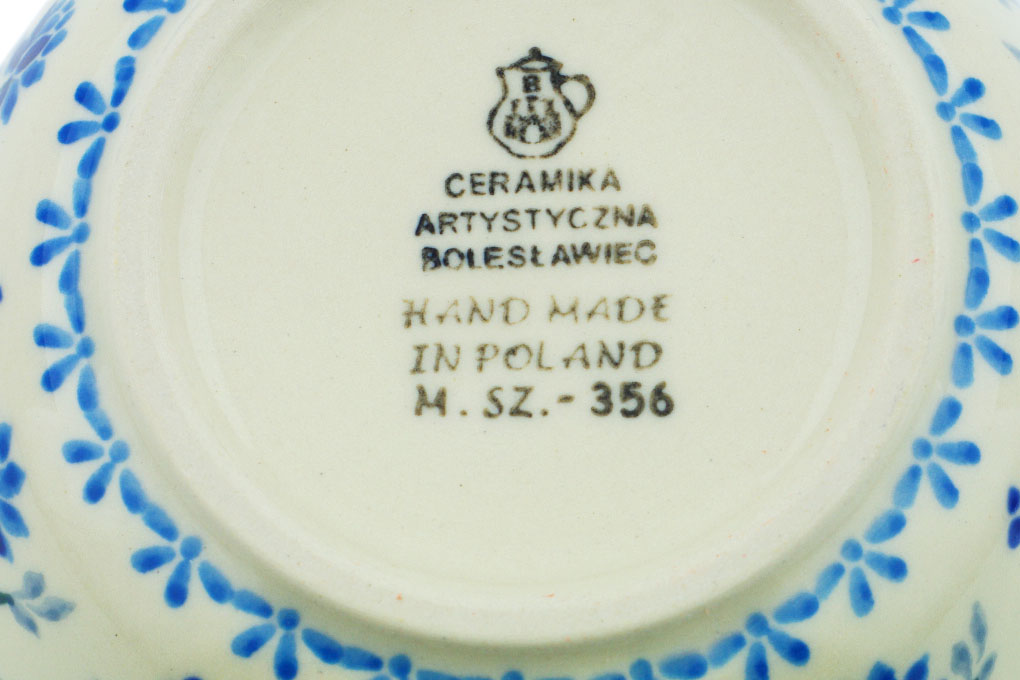 B
CERAMIKA
ARTYSTYCZNA
BOLESŁAWIEC
HAND MADE
IN POLAND
M. SZ.- 356